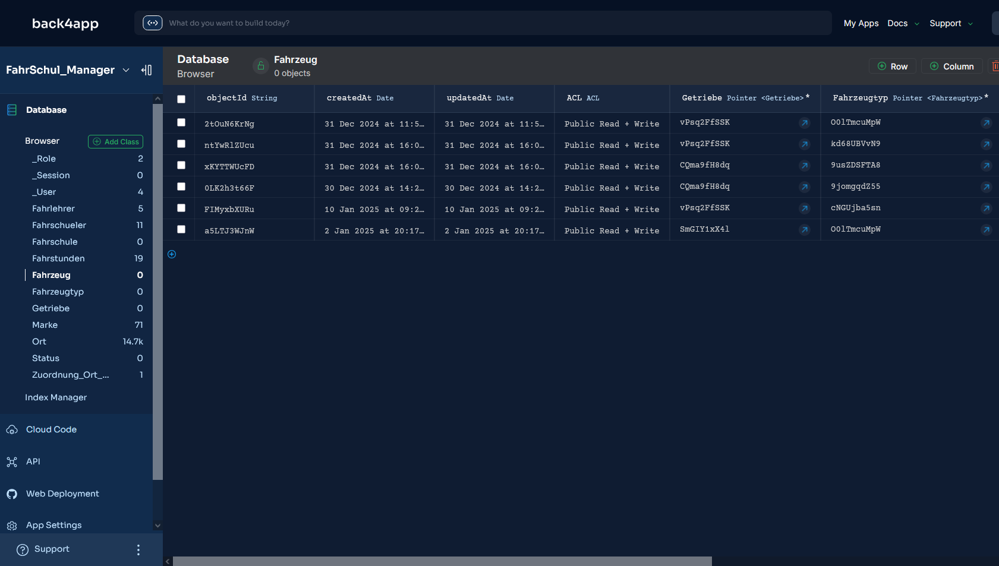 back4app
What do you want to build today?
My Apps Docs Support
FahrSchul_Manager
Database
Browser
Fahrzeug
0 objects
Row Column
Database
Browser Add Class
_Role 2
_Session 0
_User 4
Fahrlehrer 5
Fahrschueler 11
Fahrschule 0
Fahrstunden 19
Fahrzeug 0
Fahrzeugtyp 0
Getriebe 0
Marke 71
Ort 14.7k
Status 0
Zuordnung_Ort_... 1
Index Manager
Cloud Code
API
Web Deployment
App Settings
Support
objectId String createdAt Date updatedAt Date ACL ACL Getriebe Pointer <Getriebe>* Fahrzeugtyp Pointer <Fahrzeugtyp>*
2tOuN6KrNg 31 Dec 2024 at 11:5… 31 Dec 2024 at 11:5… Public Read + Write vPsq2FfSSK O0lTmcuMpW
ntYwRlZUcu 31 Dec 2024 at 16:0… 31 Dec 2024 at 16:0… Public Read + Write vPsq2FfSSK kd68UBVvN9
xKYTTWUcFD 31 Dec 2024 at 16:0… 31 Dec 2024 at 16:0… Public Read + Write CQma9fH8dq 9usZDSFTA8
0LK2h3t66F 30 Dec 2024 at 14:2… 30 Dec 2024 at 14:2… Public Read + Write CQma9fH8dq 9jomgqdZ55
FIMyxbXURu 10 Jan 2025 at 09:2… 10 Jan 2025 at 09:2… Public Read + Write vPsq2FfSSK cNGUjba5sn
a5LTJ3WJnW 2 Jan 2025 at 20:17… 2 Jan 2025 at 20:17… Public Read + Write SmGIY1xX4l O0lTmcuMpW